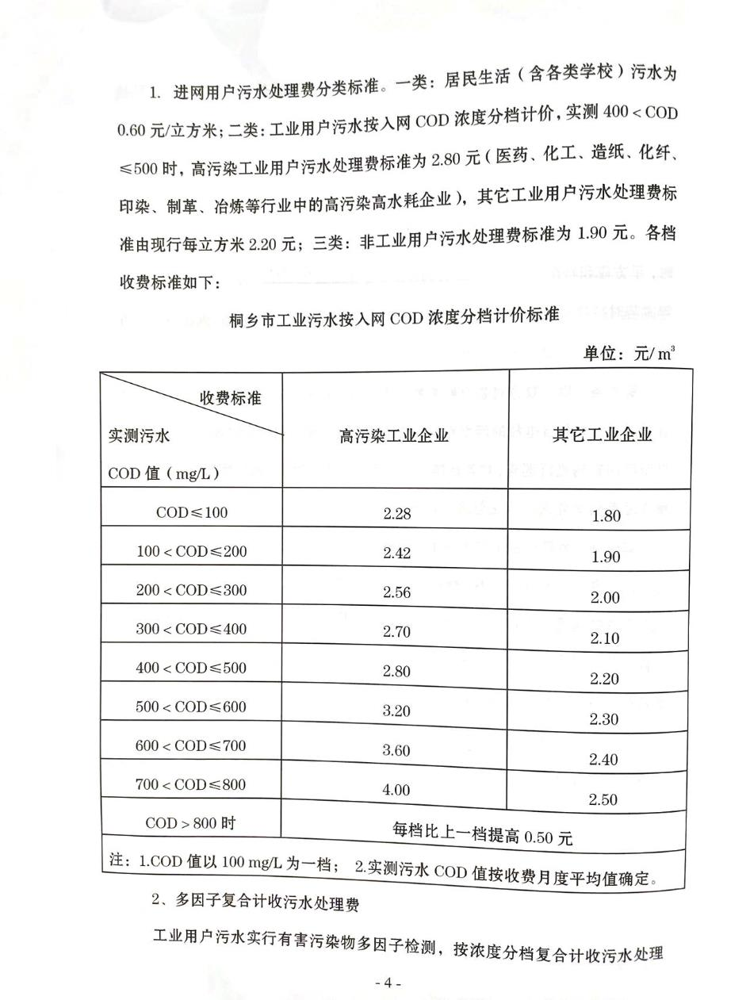 1. 进网用户污水处理费分类标准。一类：居民生活（含各类学校）污水为
0.60 元/立方米；二类：工业用户污水按入网 COD 浓度分档计价，实测 400＜COD
≤500 时，高污染工业用户污水处理费标准为 2.80 元（医药、化工、造纸、化纤、
印染、制革、冶炼等行业中的高污染高水耗企业），其它工业用户污水处理费标
准由现行每立方米 2.20 元；三类：非工业用户污水处理费标准为 1.90 元。各档
收费标准如下：
桐乡市工业污水按入网 COD 浓度分档计价标准
单位：元/m³
收费标准
实测污水
COD 值（mg/L）
高污染工业企业
其它工业企业
COD≤100 2.28 1.80
100＜COD≤200 2.42 1.90
200＜COD≤300 2.56 2.00
300＜COD≤400 2.70 2.10
400＜COD≤500 2.80 2.20
500＜COD≤600 3.20 2.30
600＜COD≤700 3.60 2.40
700＜COD≤800 4.00 2.50
COD＞800 时 每档比上一档提高 0.50 元
注：1.COD 值以 100 mg/L 为一档； 2.实测污水 COD 值按收费月度平均值确定。
2、多因子复合计收污水处理费
工业用户污水实行有害污染物多因子检测，按浓度分档复合计收污水处理
- 4 -